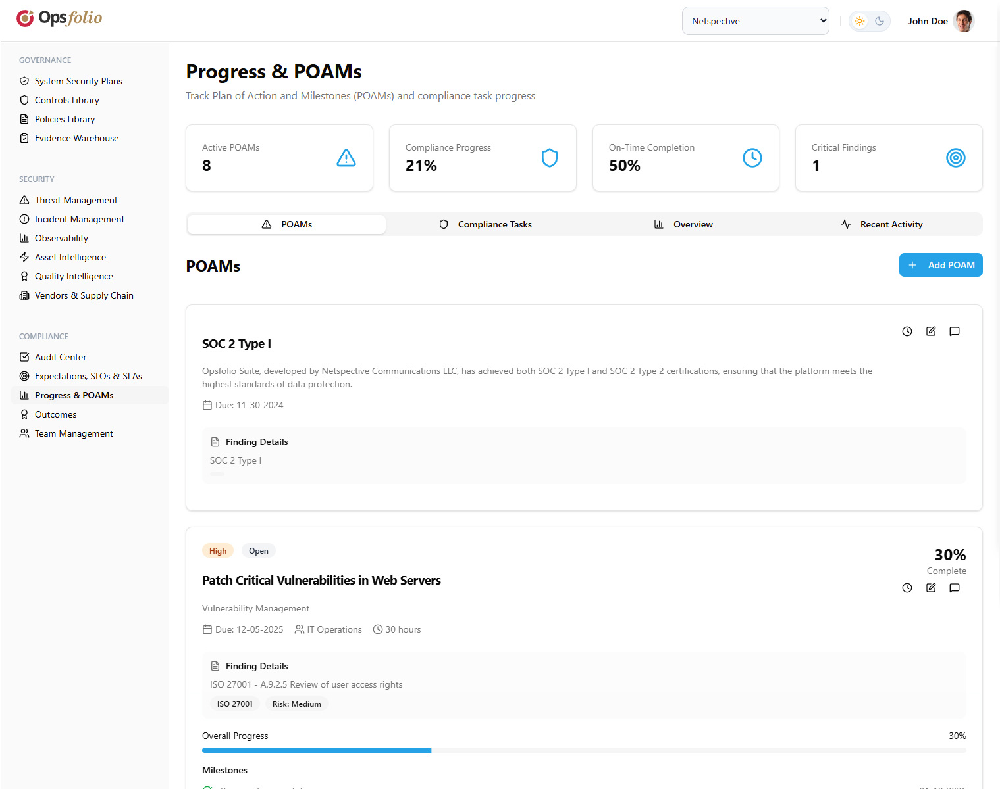 Opsfolio
Netspective
John Doe
GOVERNANCE
System Security Plans
Controls Library
Policies Library
Evidence Warehouse
SECURITY
Threat Management
Incident Management
Observability
Asset Intelligence
Quality Intelligence
Vendors & Supply Chain
COMPLIANCE
Audit Center
Expectations, SLOs & SLAs
Progress & POAMs
Outcomes
Team Management
Progress & POAMs
Track Plan of Action and Milestones (POAMs) and compliance task progress
Active POAMs
8
Compliance Progress
21%
On-Time Completion
50%
Critical Findings
1
POAMs
Compliance Tasks
Overview
Recent Activity
POAMs
Add POAM
SOC 2 Type I
Opsfolio Suite, developed by Netspective Communications LLC, has achieved both SOC 2 Type I and SOC 2 Type 2 certifications, ensuring that the platform meets the
highest standards of data protection.
Due: 11-30-2024
Finding Details
SOC 2 Type I
High
Open
30%
Complete
Patch Critical Vulnerabilities in Web Servers
Vulnerability Management
Due: 12-05-2025
IT Operations
30 hours
Finding Details
ISO 27001 - A.9.2.5 Review of user access rights
ISO 27001
Risk: Medium
Overall Progress
30%
Milestones